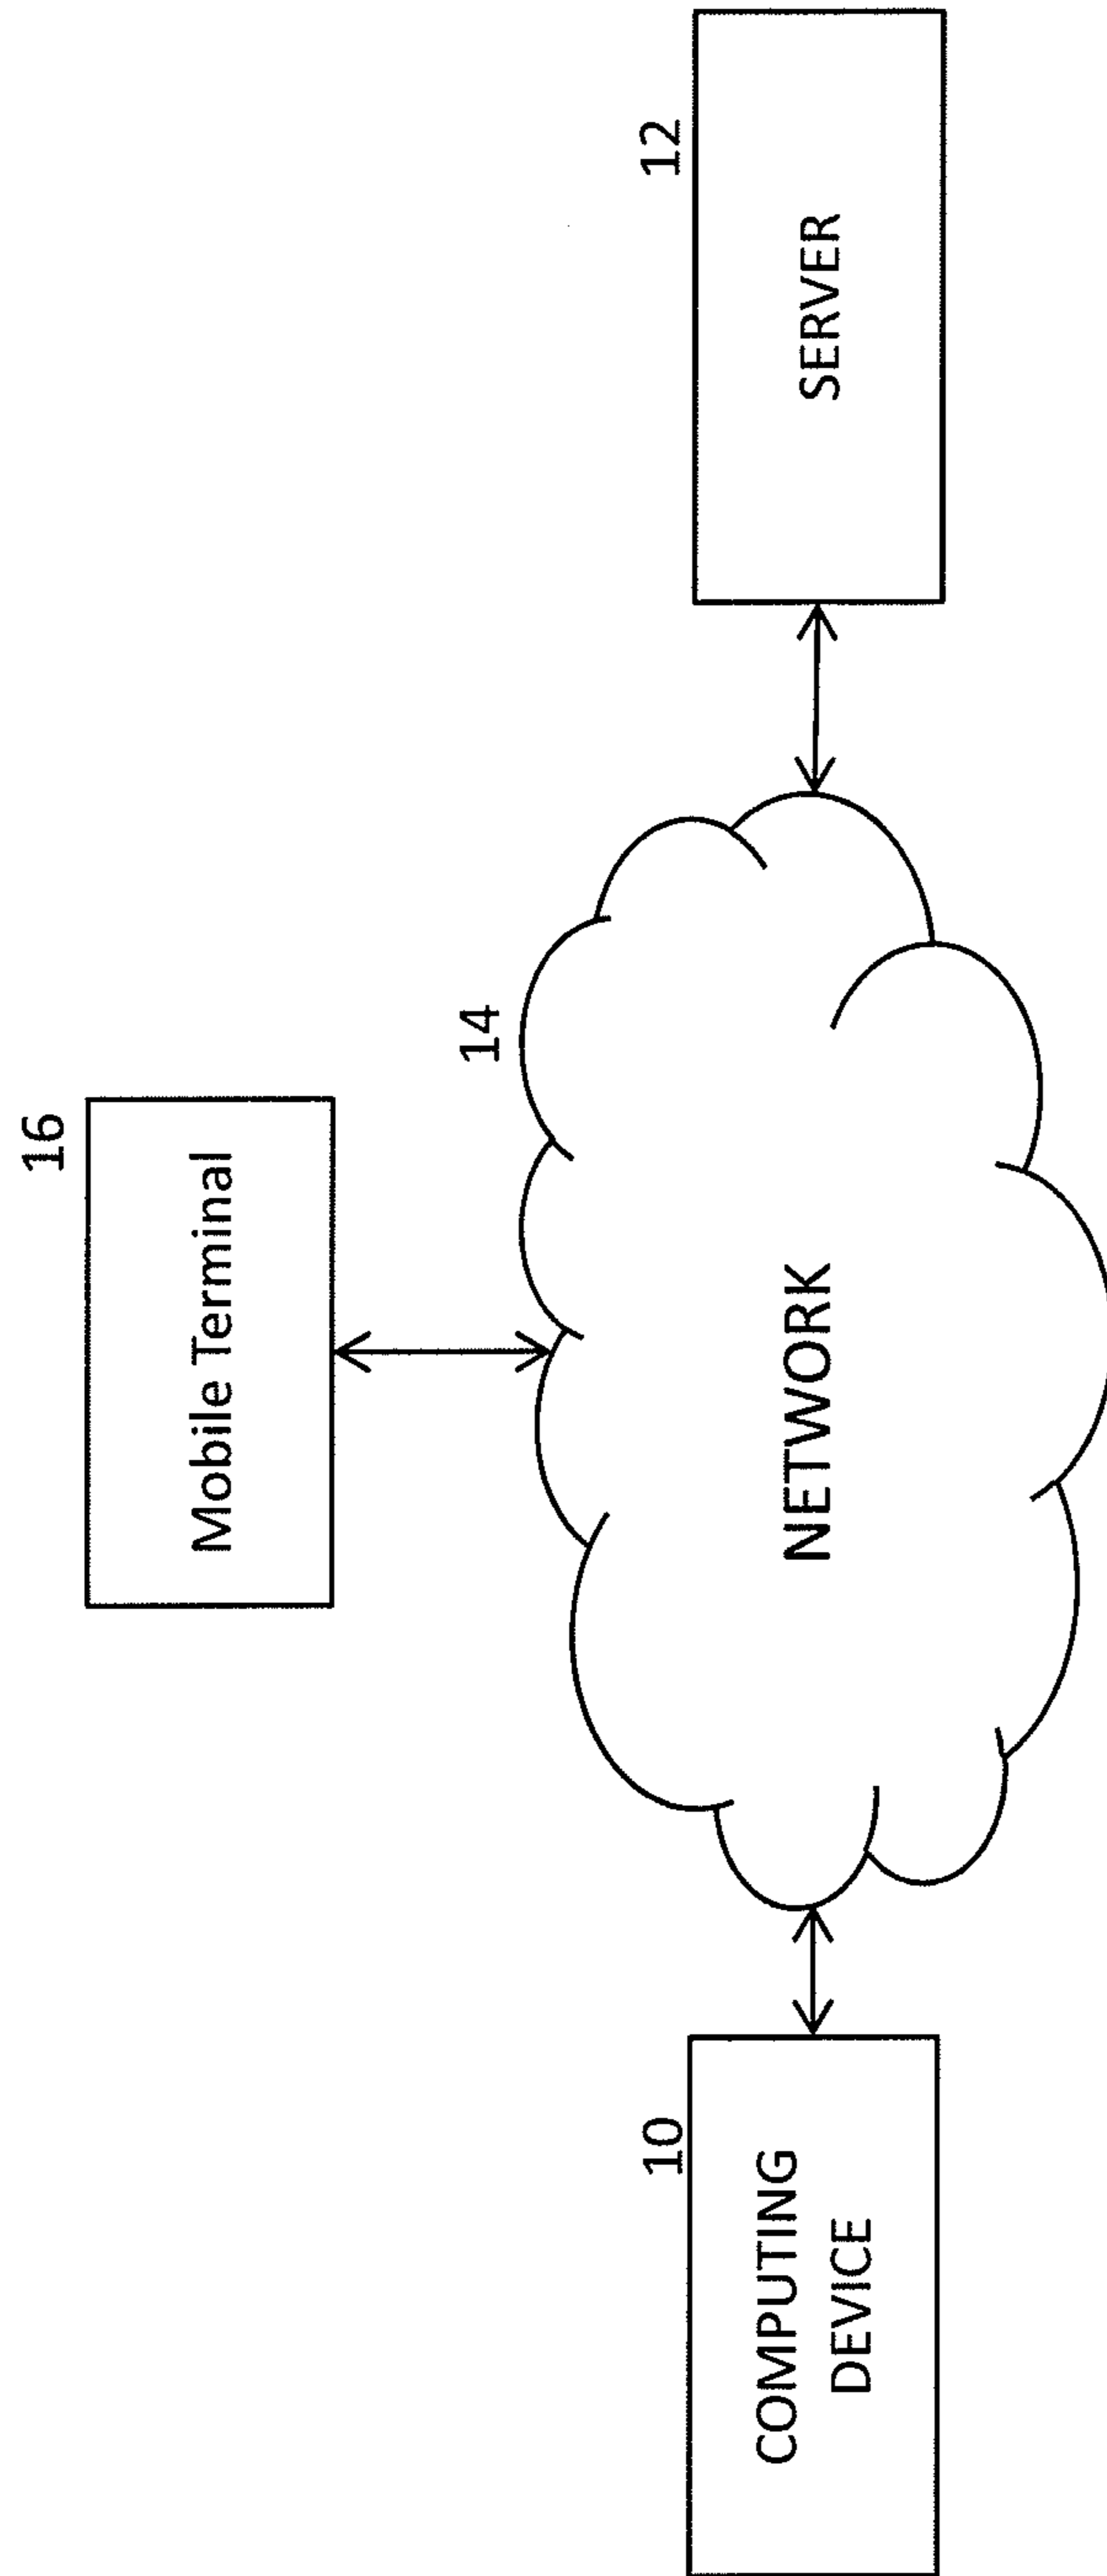 16
Mobile Terminal
14
NETWORK
10
COMPUTING
DEVICE
12
SERVER